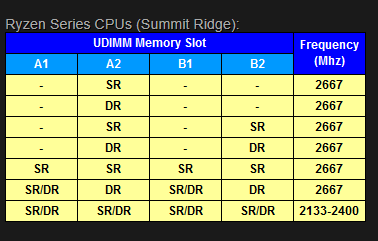 Ryzen Series CPUs (Summit Ridge):
UDIMM Memory Slot Frequency (Mhz)
A1 A2 B1 B2
- SR - - 2667
- DR - - 2667
- SR - SR 2667
- DR - DR 2667
SR SR SR SR 2667
SR/DR DR SR/DR DR 2667
SR/DR SR/DR SR/DR SR/DR 2133-2400